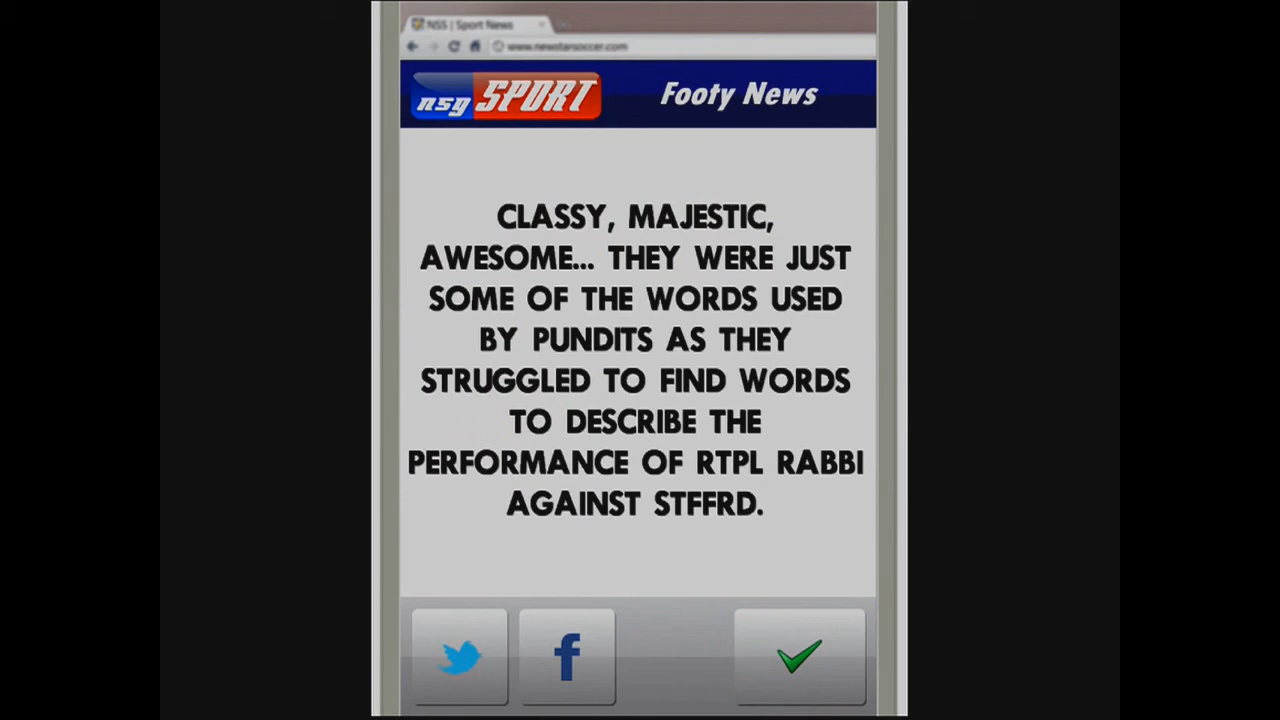 NSS | Sport News
www.newstarsoccer.com
nsg SPORT
Footy News
CLASSY, MAJESTIC,
AWESOME... THEY WERE JUST
SOME OF THE WORDS USED
BY PUNDITS AS THEY
STRUGGLED TO FIND WORDS
TO DESCRIBE THE
PERFORMANCE OF RTPL RABBI
AGAINST STFFRD.